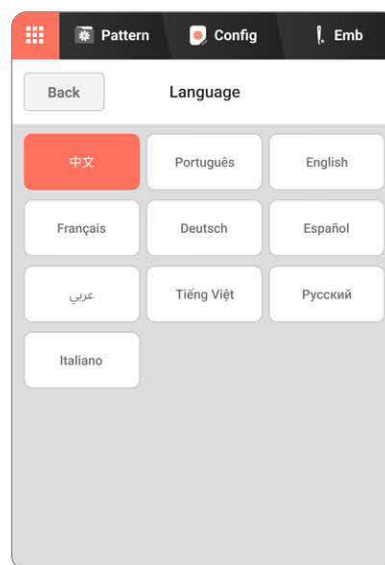 Pattern Config Emb
Back Language
中文 Português English
Français Deutsch Español
عربي Tiếng Việt Русский
Italiano